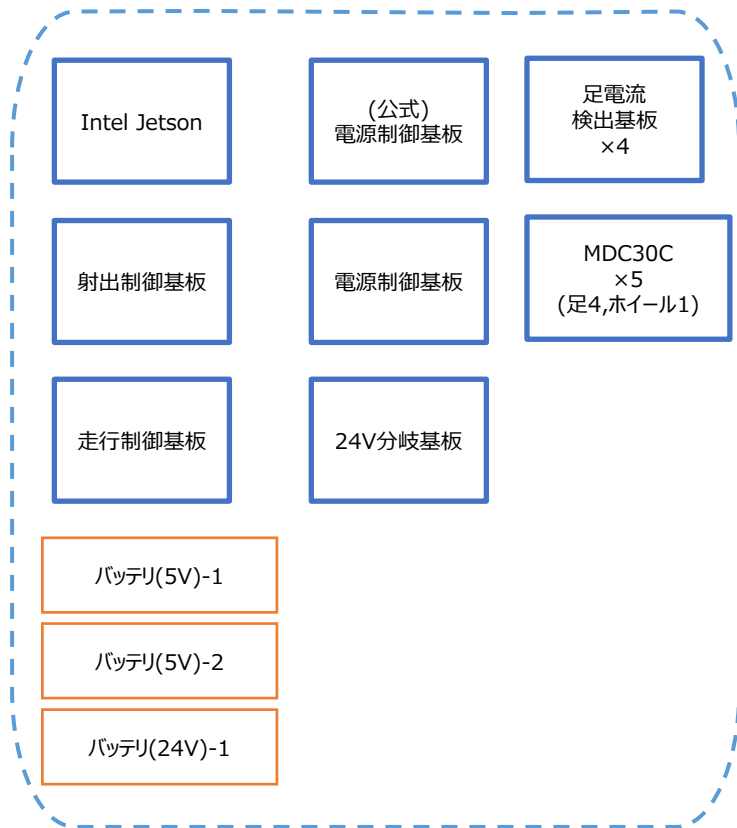 Intel Jetson
(公式)
電源制御基板
足電流
検出基板
×4
射出制御基板
電源制御基板
MDC30C
×5
(足4,ホイール1)
走行制御基板
24V分岐基板
バッテリ(5V)-1
バッテリ(5V)-2
バッテリ(24V)-1